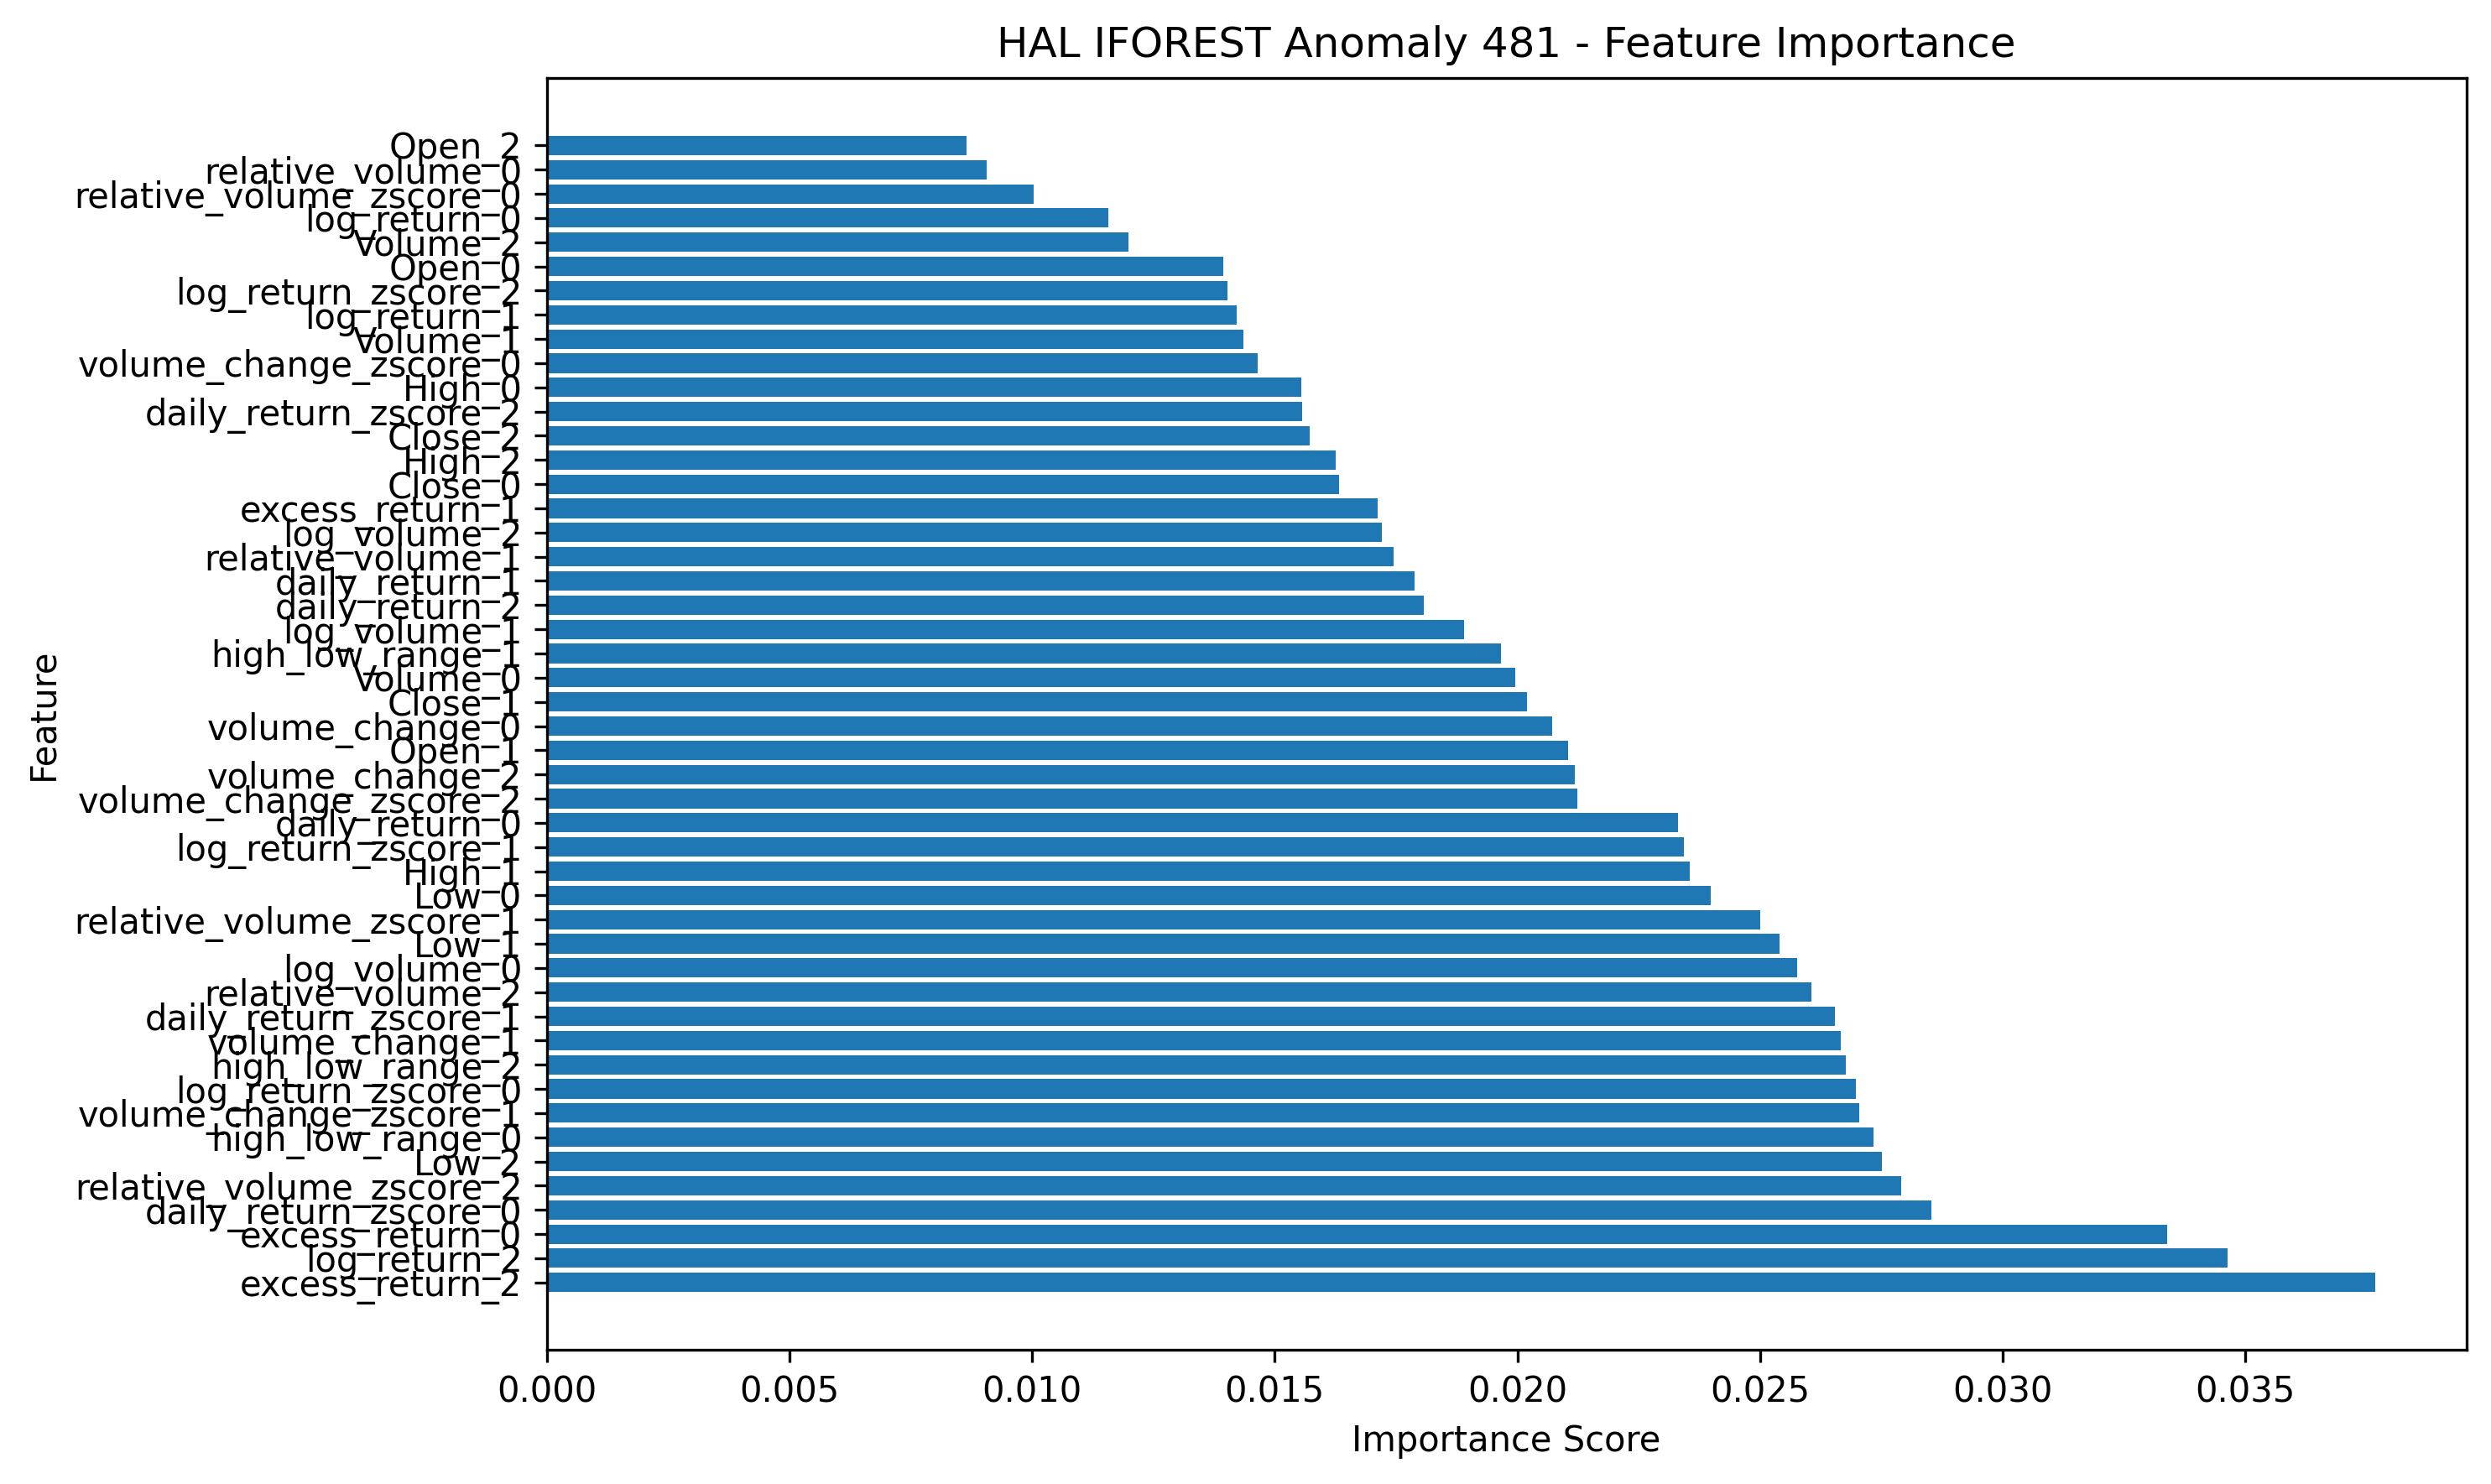 HAL IFOREST Anomaly 481 - Feature Importance
Open_2
relative_volume_0
relative_volume_zscore_0
log_return_0
Volume_2
Open_0
log_return_zscore_2
log_return_1
Volume_1
volume_change_zscore_0
High_0
daily_return_zscore_2
Close_2
High_2
Close_0
excess_return_1
log_volume_2
relative_volume_1
daily_return_1
daily_return_2
log_volume_1
high_low_range_1
Volume_0
Close_1
volume_change_0
Open_1
volume_change_2
volume_change_zscore_2
daily_return_0
log_return_zscore_1
High_1
Low_0
relative_volume_zscore_1
Low_1
log_volume_0
relative_volume_2
daily_return_zscore_1
volume_change_1
high_low_range_2
log_return_zscore_0
volume_change_zscore_1
high_low_range_0
Low_2
relative_volume_zscore_2
daily_return_zscore_0
excess_return_0
log_return_2
excess_return_2
Feature
0.000 0.005 0.010 0.015 0.020 0.025 0.030 0.035
Importance Score